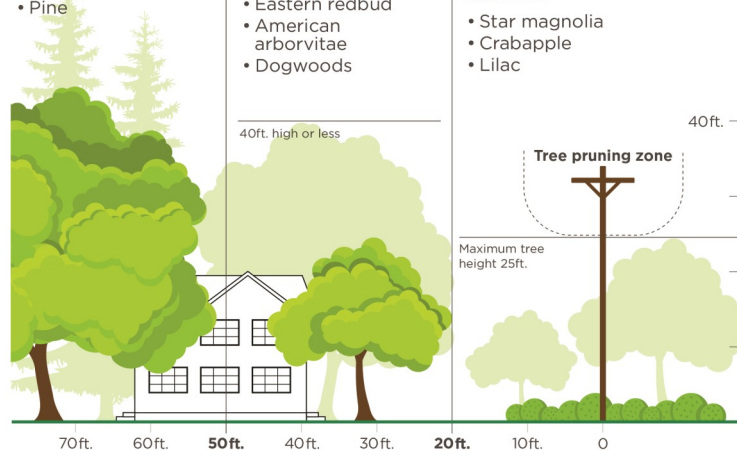 • Pine
• Eastern redbud
• American
arborvitae
• Dogwoods
• Star magnolia
• Crabapple
• Lilac
40ft. high or less
40ft.
Tree pruning zone
Maximum tree
height 25ft.
70ft. 60ft. 50ft. 40ft. 30ft. 20ft. 10ft. 0